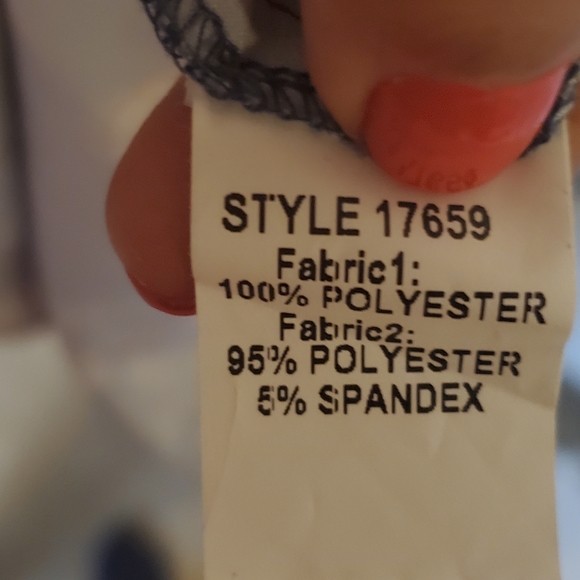 STYLE 17659
Fabric1:
100% POLYESTER
Fabric2:
95% POLYESTER
5% SPANDEX